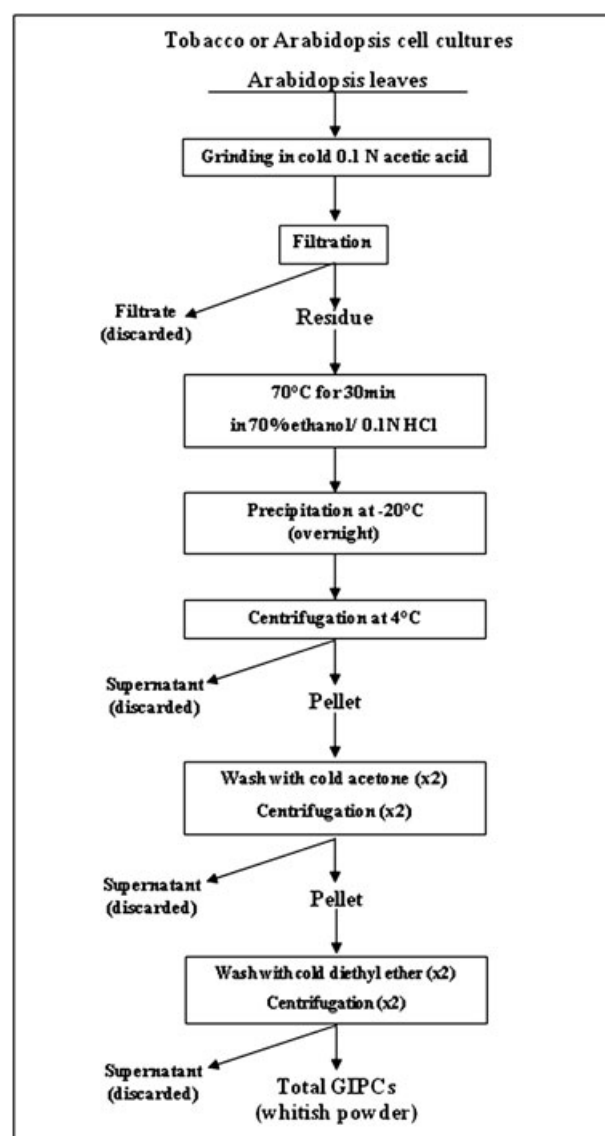 Tobacco or Arabidopsis cell cultures
Arabidopsis leaves
Grinding in cold 0.1 N acetic acid
Filtration
Filtrate
(discarded)
Residue
70°C for 30min
in 70% ethanol/ 0.1N HCl
Precipitation at -20°C
(overnight)
Centrifugation at 4°C
Supernatant
(discarded)
Pellet
Wash with cold acetone (x2)
Centrifugation (x2)
Supernatant
(discarded)
Pellet
Wash with cold diethyl ether (x2)
Centrifugation (x2)
Supernatant
(discarded)
Total GIPCs
(whitish powder)